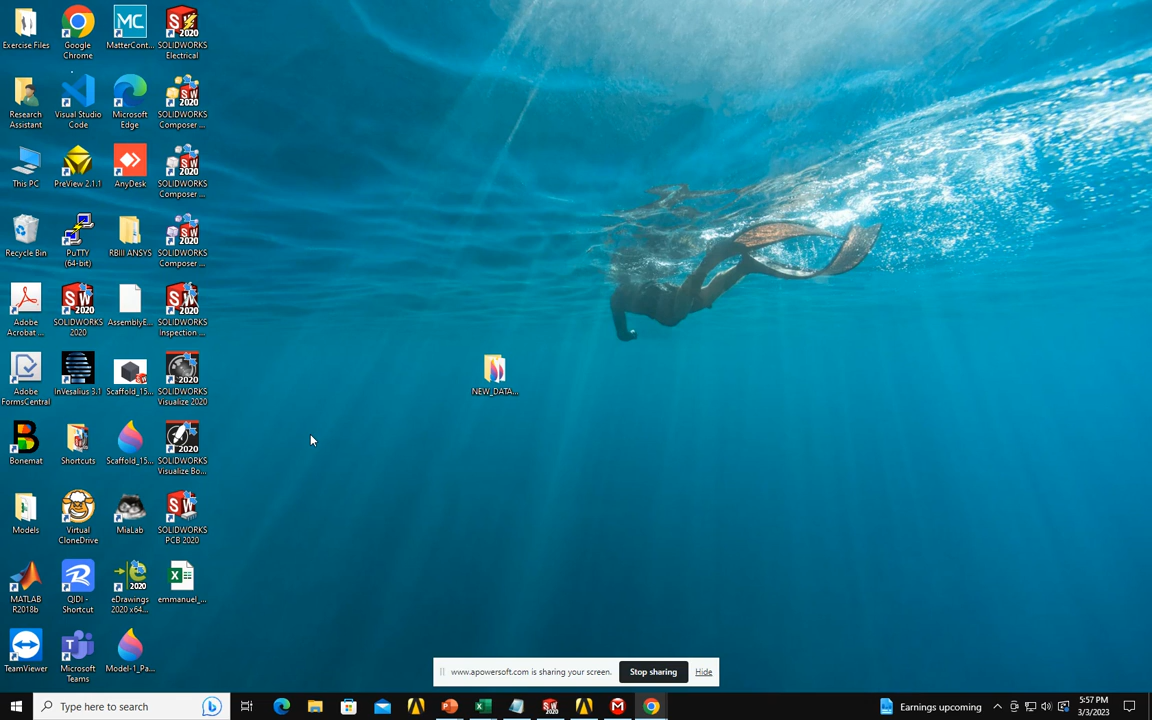 Exercise Files
Google
Chrome
MatterCont...
SOLIDWORKS
Electrical
Research
Assistant
Visual Studio
Code
Microsoft
Edge
SOLIDWORKS
Composer ...
This PC
PreView 2.1.1
AnyDesk
SOLIDWORKS
Composer ...
Recycle Bin
PuTTY
(64-bit)
RBIII ANSYS
SOLIDWORKS
Composer ...
Adobe
Acrobat ...
SOLIDWORKS
2020
AssemblyE...
SOLIDWORKS
Inspection ...
Adobe
FormsCentral
InVesalius 3.1
Scaffold_15...
SOLIDWORKS
Visualize 2020
Bonemat
Shortcuts
Scaffold_15...
SOLIDWORKS
Visualize Bo...
Models
Virtual
CloneDrive
MiaLab
SOLIDWORKS
PCB 2020
MATLAB
R2018b
QIDI -
Shortcut
eDrawings
2020 x64...
emmanuel_...
TeamViewer
Microsoft
Teams
Model-1_Pa...
NEW_DATA...
www.apowersoft.com is sharing your screen. Stop sharing Hide
Type here to search
Earnings upcoming
5:57 PM
3/3/2023